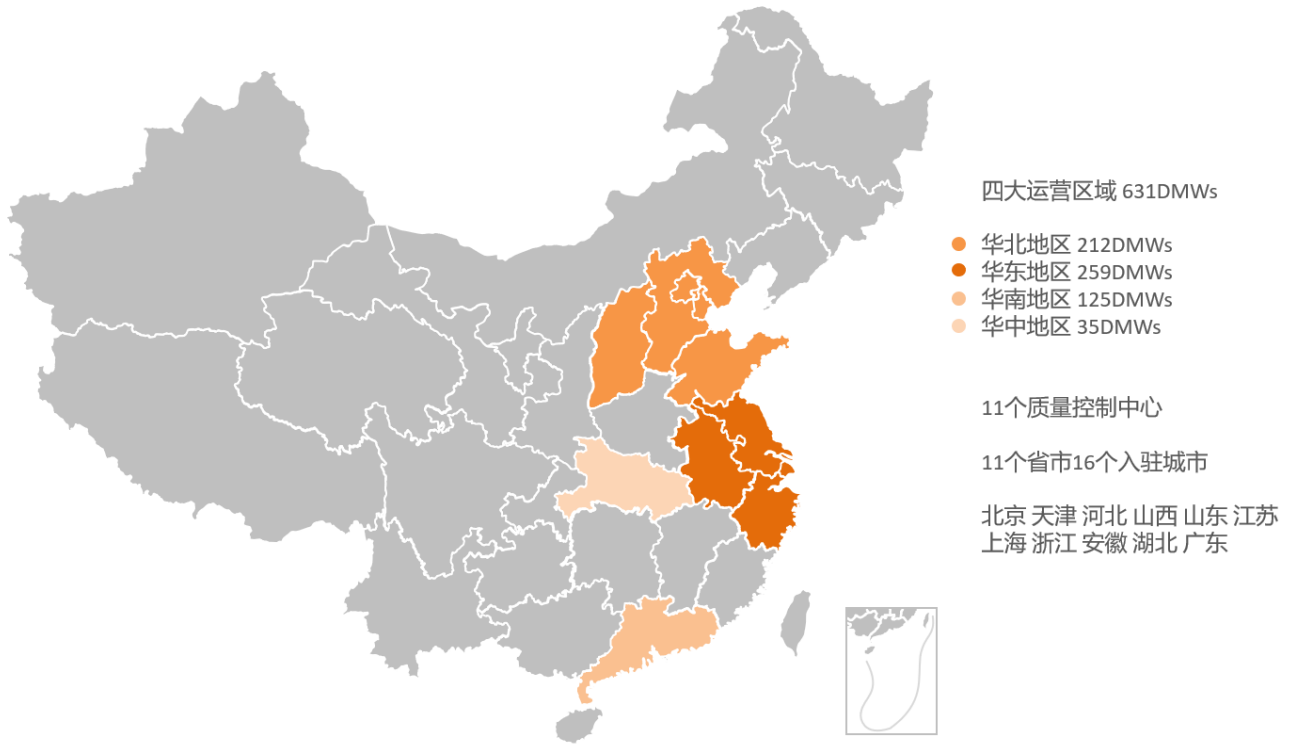 四大运营区域 631DMWs
华北地区 212DMWs
华东地区 259DMWs
华南地区 125DMWs
华中地区 35DMWs
11个质量控制中心
11个省市16个入驻城市
北京 天津 河北 山西 山东 江苏
上海 浙江 安徽 湖北 广东